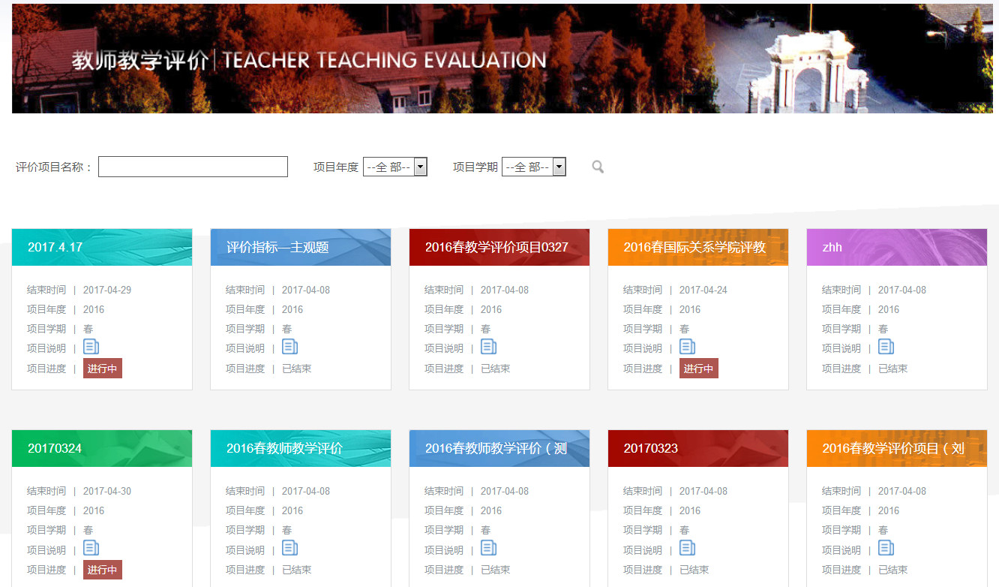 教师教学评价 | TEACHER TEACHING EVALUATION
评价项目名称： 项目年度 --全 部-- 项目学期 --全 部--
2017.4.17
结束时间 | 2017-04-29
项目年度 | 2016
项目学期 | 春
项目说明 |
项目进度 | 进行中
评价指标—主观题
结束时间 | 2017-04-08
项目年度 | 2016
项目学期 | 春
项目说明 |
项目进度 | 已结束
2016春教学评价项目0327
结束时间 | 2017-04-08
项目年度 | 2016
项目学期 | 春
项目说明 |
项目进度 | 已结束
2016春国际关系学院评教
结束时间 | 2017-04-24
项目年度 | 2016
项目学期 | 春
项目说明 |
项目进度 | 进行中
zhh
结束时间 | 2017-04-08
项目年度 | 2016
项目学期 | 春
项目说明 |
项目进度 | 已结束
20170324
结束时间 | 2017-04-30
项目年度 | 2016
项目学期 | 春
项目说明 |
项目进度 | 进行中
2016春教师教学评价
结束时间 | 2017-04-08
项目年度 | 2016
项目学期 | 春
项目说明 |
项目进度 | 已结束
2016春教师教学评价（测
结束时间 | 2017-04-08
项目年度 | 2016
项目学期 | 春
项目说明 |
项目进度 | 已结束
20170323
结束时间 | 2017-04-08
项目年度 | 2016
项目学期 | 春
项目说明 |
项目进度 | 已结束
2016春教学评价项目（刘
结束时间 | 2017-04-08
项目年度 | 2016
项目学期 | 春
项目说明 |
项目进度 | 已结束